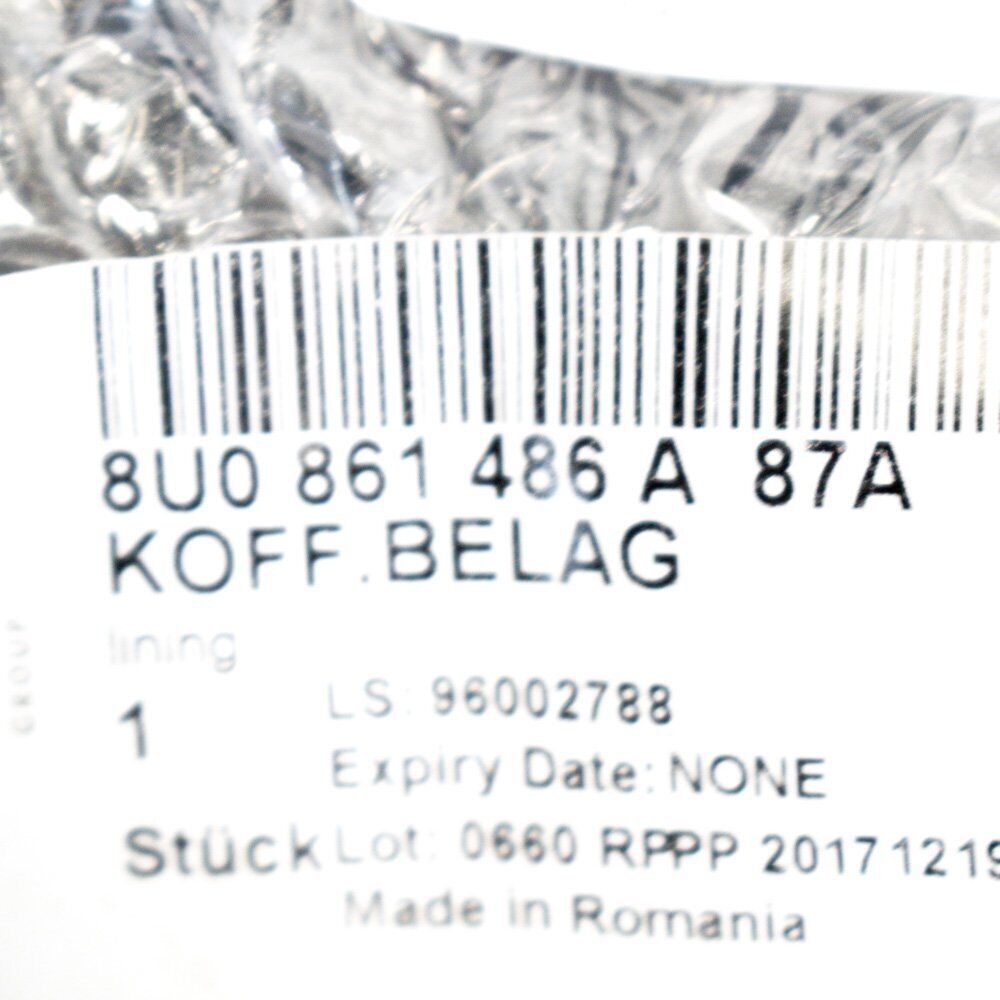 8U0 861 486 A 87A
KOFF.BELAG
lining
GROUP
1
LS: 96002788
Expiry Date: NONE
Stück Lot: 0660 RPPP 20171219
Made in Romania